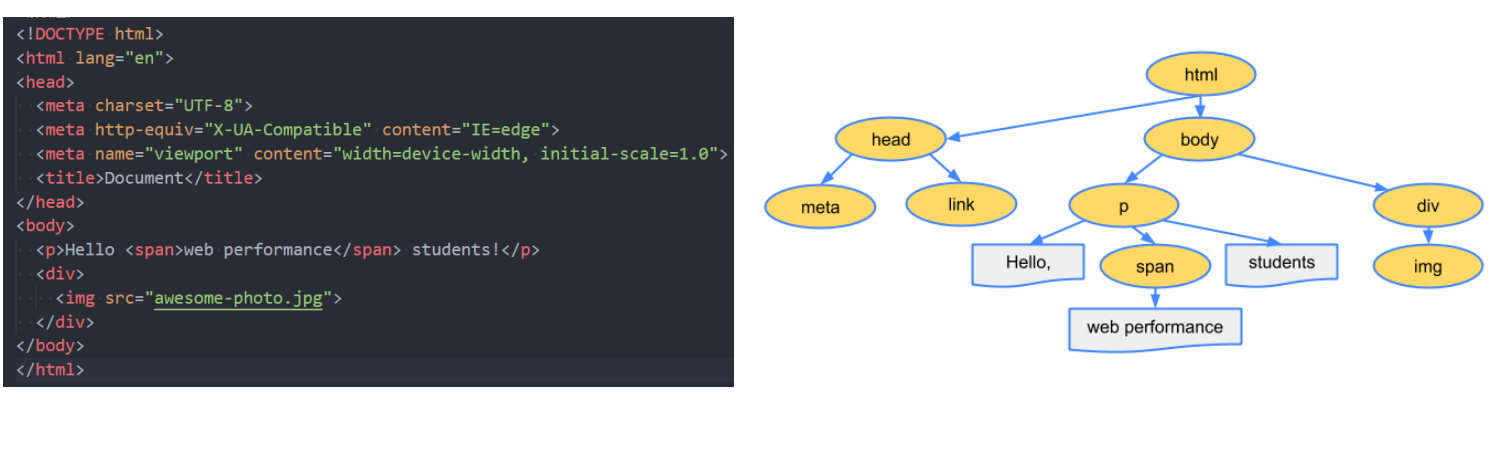 <!DOCTYPE html>
<html lang="en">
<head>
<meta charset="UTF-8">
<meta http-equiv="X-UA-Compatible" content="IE=edge">
<meta name="viewport" content="width=device-width, initial-scale=1.0">
<title>Document</title>
</head>
<body>
<p>Hello <span>web performance</span> students!</p>
<div>
<img src="awesome-photo.jpg">
</div>
</body>
</html>
html
head
body
meta
link
p
div
Hello,
span
students
img
web performance